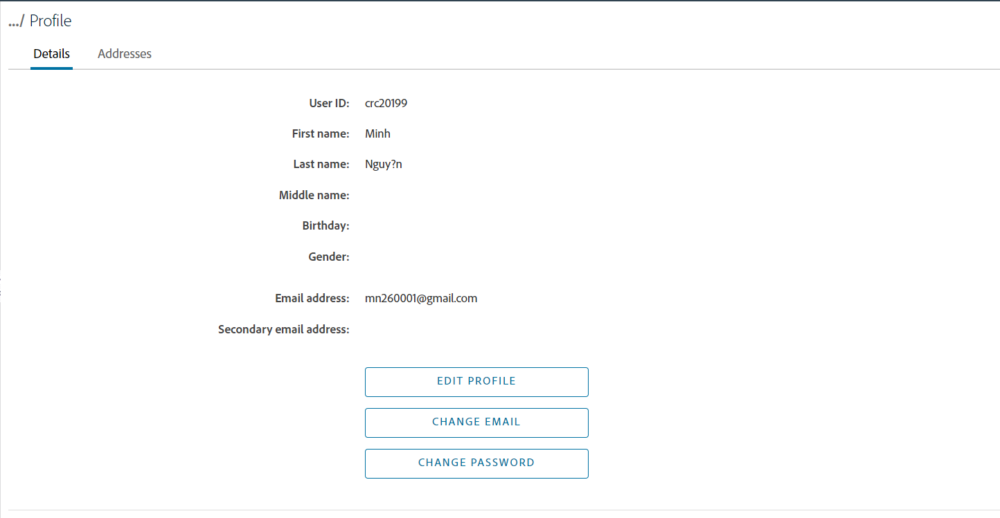 .../ Profile
Details Addresses
User ID: crc20199
First name: Minh
Last name: Nguy?n
Middle name:
Birthday:
Gender:
Email address: mn260001@gmail.com
Secondary email address:
EDIT PROFILE
CHANGE EMAIL
CHANGE PASSWORD